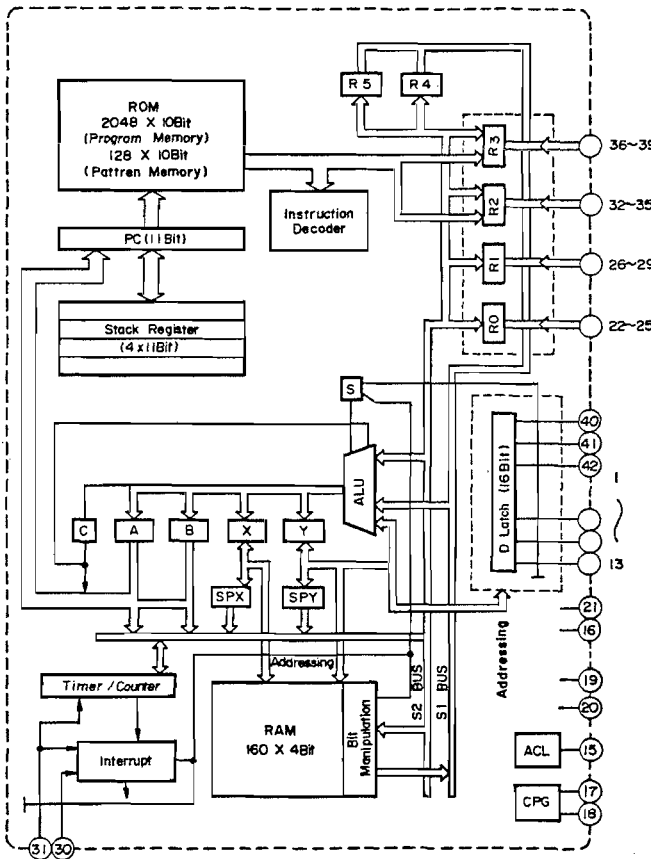 ROM
2048 X 10Bit
(Program Memory)
128 X 10Bit
(Pattren Memory)
PC(11Bit)
Stack Register
(4x11Bit)
Instruction
Decoder
R5
R4
R3
R2
R1
R0
36~39
32~35
26~29
22~25
S
ALU
C
A
B
X
Y
SPX
SPY
D Latch (16Bit)
40
41
42
1
13
21
16
19
20
Addressing
Addressing
Timer/Counter
Interrupt
RAM
160 X 4Bit
Bit
Manipulation
S2 BUS
S1 BUS
ACL
15
CPG
17
18
31
30